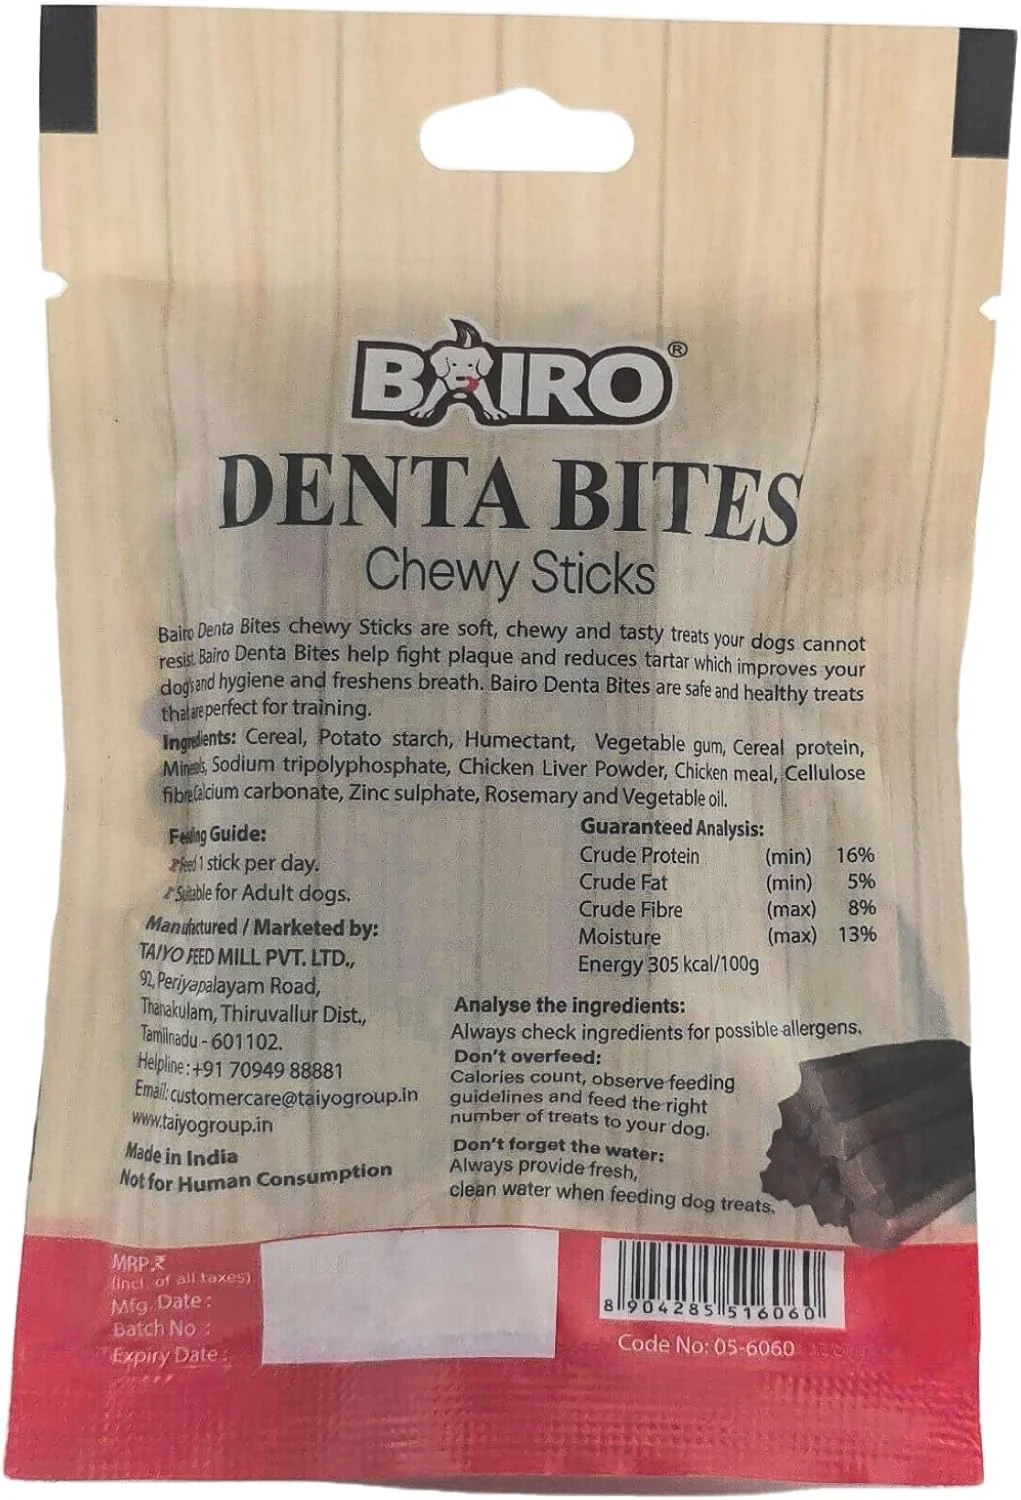 BAIRO®
DENTA BITES
Chewy Sticks
Bairo Denta Bites chewy Sticks are soft, chewy and tasty treats your dogs cannot
resist. Bairo Denta Bites help fight plaque and reduces tartar which improves your
dog's and hygiene and freshens breath. Bairo Denta Bites are safe and healthy treats
that are perfect for training.
Ingredients: Cereal, Potato starch, Humectant, Vegetable gum, Cereal protein,
Minerals, Sodium tripolyphosphate, Chicken Liver Powder, Chicken meal, Cellulose
fibre, Calcium carbonate, Zinc sulphate, Rosemary and Vegetable oil.
Feeding Guide:
Feed 1 stick per day.
Suitable for Adult dogs.
Manufactured / Marketed by:
TAIYO FEED MILL PVT. LTD.,
92, Periyapalayam Road,
Thanakulam, Thiruvallur Dist.,
Tamilnadu - 601102.
Helpline: +91 70949 88881
Email: customercare@taiyogroup.in
www.taiyogroup.in
Made in India
Not for Human Consumption
Guaranteed Analysis:
Crude Protein (min) 16%
Crude Fat (min) 5%
Crude Fibre (max) 8%
Moisture (max) 13%
Energy 305 kcal/100g
Analyse the ingredients:
Always check ingredients for possible allergens.
Don't overfeed:
Calories count, observe feeding
guidelines and feed the right
number of treats to your dog.
Don't forget the water:
Always provide fresh,
clean water when feeding dog treats.
MRP.₹
(Incl. of all taxes)
Mfg. Date :
Batch No :
Expiry Date :
8 904285 516060
Code No: 05-6060